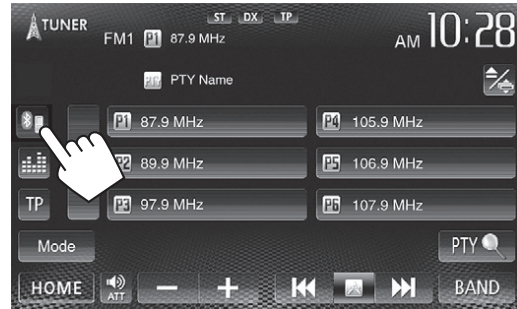 TUNER
ST DX TP
FM1 P1 87.9 MHz
AM 10:28
PTY PTY Name
P1 87.9 MHz
P4 105.9 MHz
P2 89.9 MHz
P5 106.9 MHz
TP
P3 97.9 MHz
P6 107.9 MHz
Mode
PTY
HOME
ATT
BAND